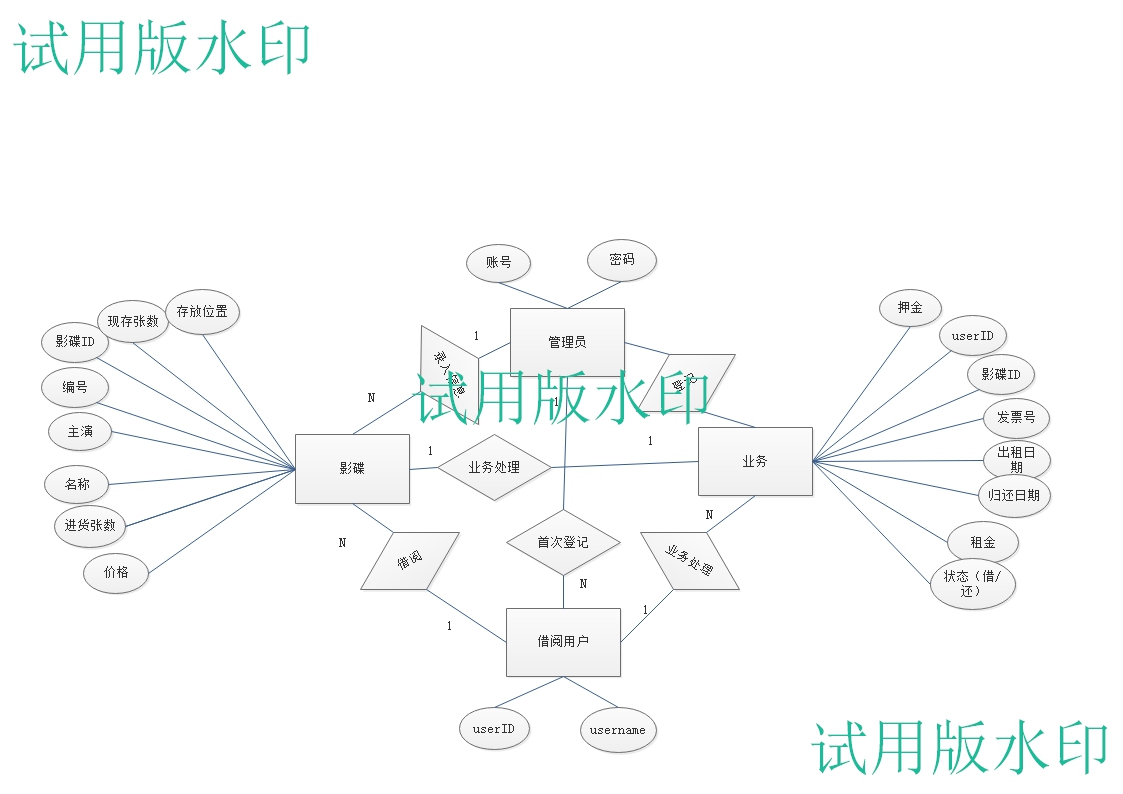 试用版水印
账号
密码
存放位置
现存张数
影碟ID
编号
主演
名称
进货张数
价格
押金
userID
影碟ID
发票号
出租日
期
归还日期
租金
状态（借/
还）
1
管理员
N
试用版水印
1
1
1
影碟
业务处理
业务
N
N
借阅
首次登记
业务处理
N
1
1
借阅用户
userID
username
试用版水印